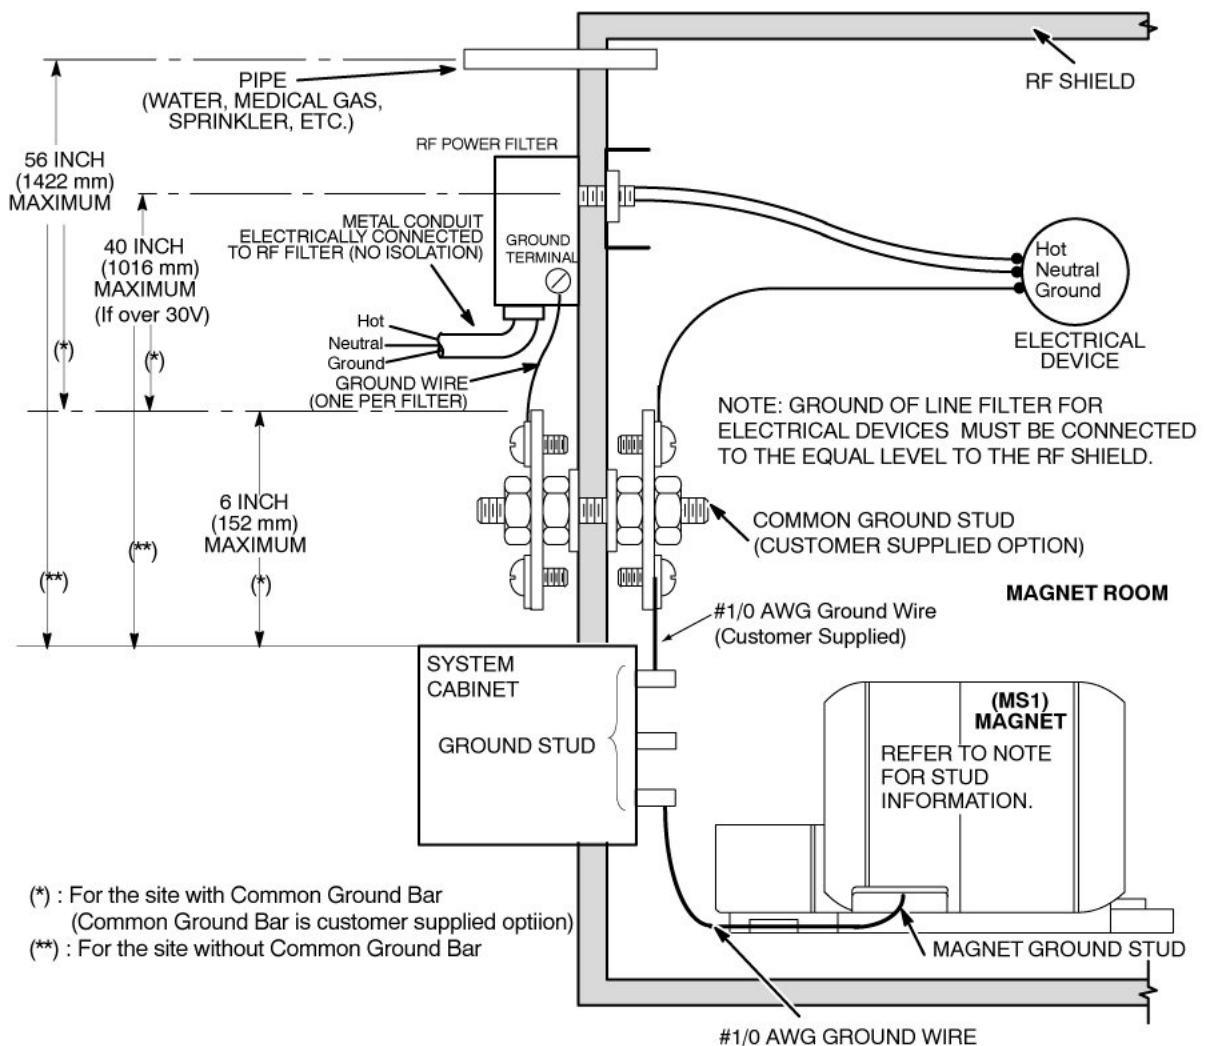 RF SHIELD
PIPE
(WATER, MEDICAL GAS,
SPRINKLER, ETC.)
RF POWER FILTER
56 INCH
(1422 mm)
MAXIMUM
40 INCH
(1016 mm)
MAXIMUM
(If over 30V)
METAL CONDUIT
ELECTRICALLY CONNECTED
TO RF FILTER (NO ISOLATION)
GROUND
TERMINAL
Hot
Neutral
Ground
ELECTRICAL
DEVICE
Hot
Neutral
Ground
GROUND WIRE
(ONE PER FILTER)
(*)
(*)
NOTE: GROUND OF LINE FILTER FOR
ELECTRICAL DEVICES MUST BE CONNECTED
TO THE EQUAL LEVEL TO THE RF SHIELD.
6 INCH
(152 mm)
MAXIMUM
(**)
(**)
(*)
COMMON GROUND STUD
(CUSTOMER SUPPLIED OPTION)
MAGNET ROOM
#1/0 AWG Ground Wire
(Customer Supplied)
SYSTEM
CABINET
GROUND STUD
(MS1)
MAGNET
REFER TO NOTE
FOR STUD
INFORMATION.
(*) : For the site with Common Ground Bar
(Common Ground Bar is customer supplied optiion)
(**) : For the site without Common Ground Bar
MAGNET GROUND STUD
#1/0 AWG GROUND WIRE